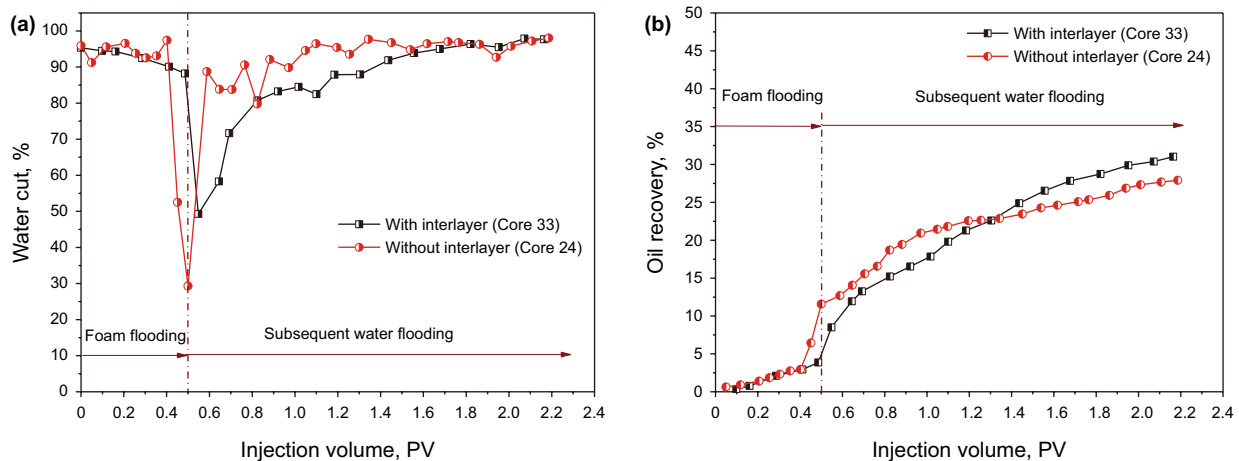 (a)
100
90
80
70
60
50
40
30
20
10
0
Water cut, %
With interlayer (Core 33)
Without interlayer (Core 24)
Foam flooding
Subsequent water flooding
0 0.2 0.4 0.6 0.8 1.0 1.2 1.4 1.6 1.8 2.0 2.2 2.4
Injection volume, PV
(b)
50
45
40
35
30
25
20
15
10
5
0
Oil recovery, %
With interlayer (Core 33)
Without interlayer (Core 24)
Foam flooding
Subsequent water flooding
0 0.2 0.4 0.6 0.8 1.0 1.2 1.4 1.6 1.8 2.0 2.2 2.4
Injection volume, PV